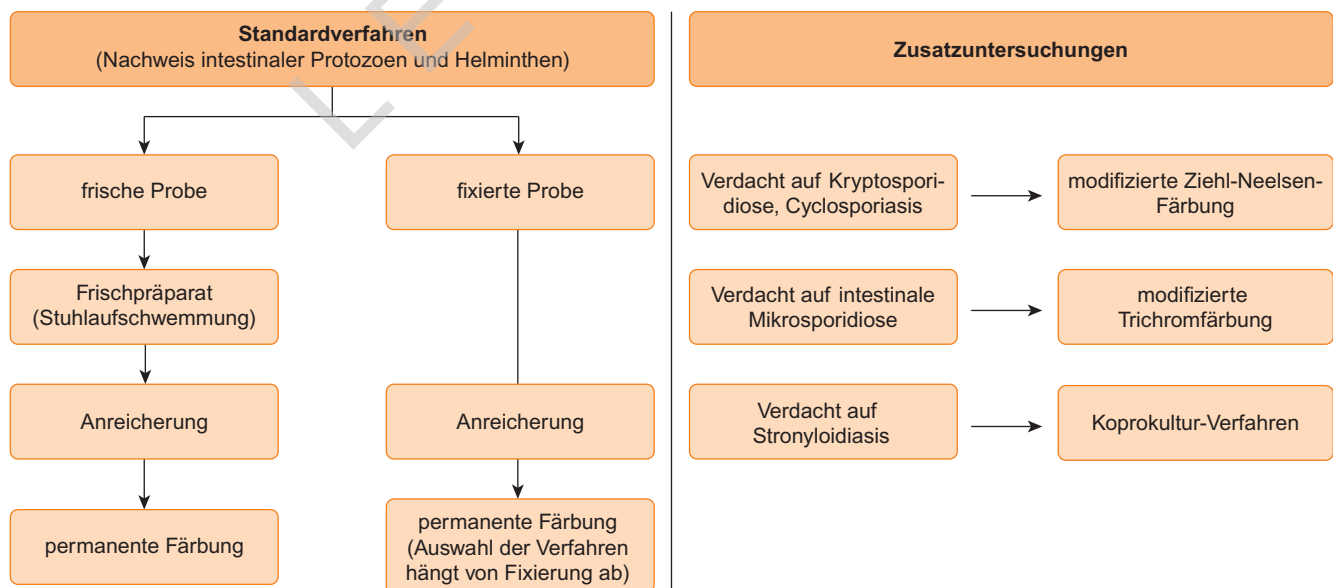 Standardverfahren
(Nachweis intestinaler Protozoen und Helminthen)
frische Probe
fixierte Probe
Frischpräparat
(Stuhlaufschwemmung)
Anreicherung
Anreicherung
permanente Färbung
permanente Färbung
(Auswahl der Verfahren
hängt von Fixierung ab)
Zusatzuntersuchungen
Verdacht auf Kryptospori-
diose, Cyclosporiasis
modifizierte Ziehl-Neelsen-
Färbung
Verdacht auf intestinale
Mikrosporidiose
modifizierte
Trichromfärbung
Verdacht auf
Stronyloidiasis
Koprokultur-Verfahren